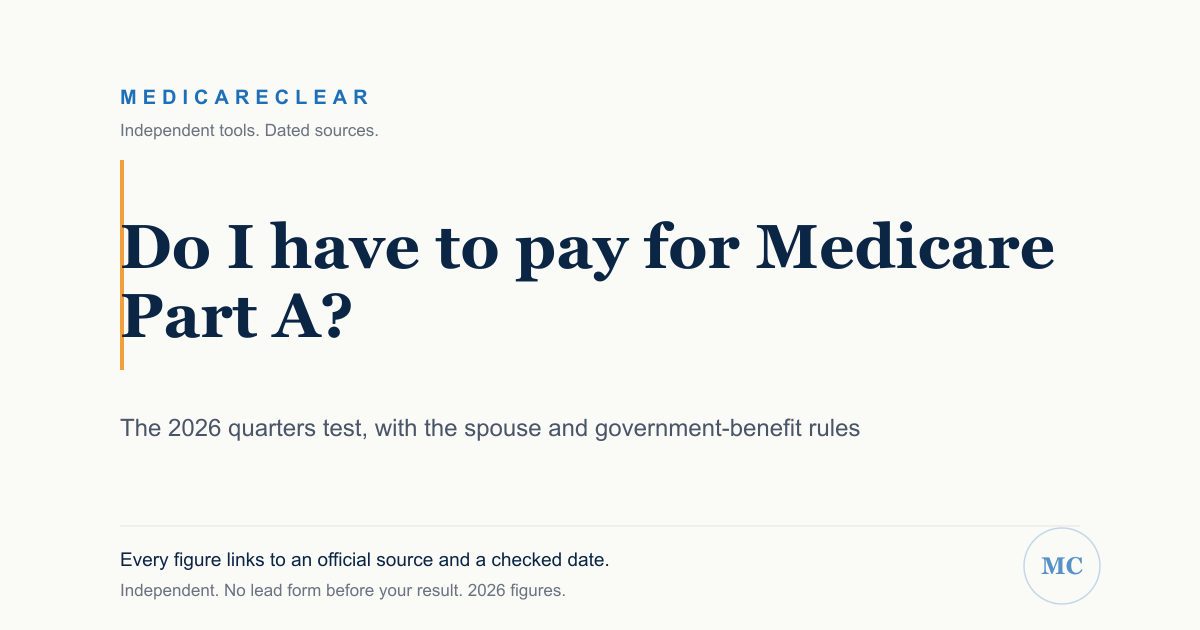 MEDICARECLEAR
Independent tools. Dated sources.
Do I have to pay for Medicare
Part A?
The 2026 quarters test, with the spouse and government-benefit rules
Every figure links to an official source and a checked date.
Independent. No lead form before your result. 2026 figures.
MC